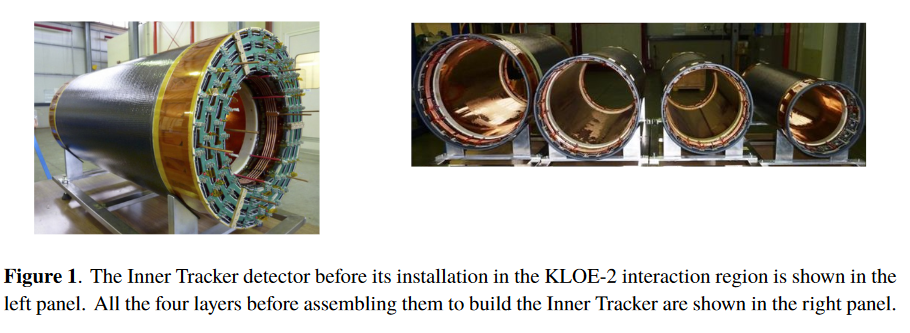 Figure 1. The Inner Tracker detector before its installation in the KLOE-2 interaction region is shown in the
left panel. All the four layers before assembling them to build the Inner Tracker are shown in the right panel.